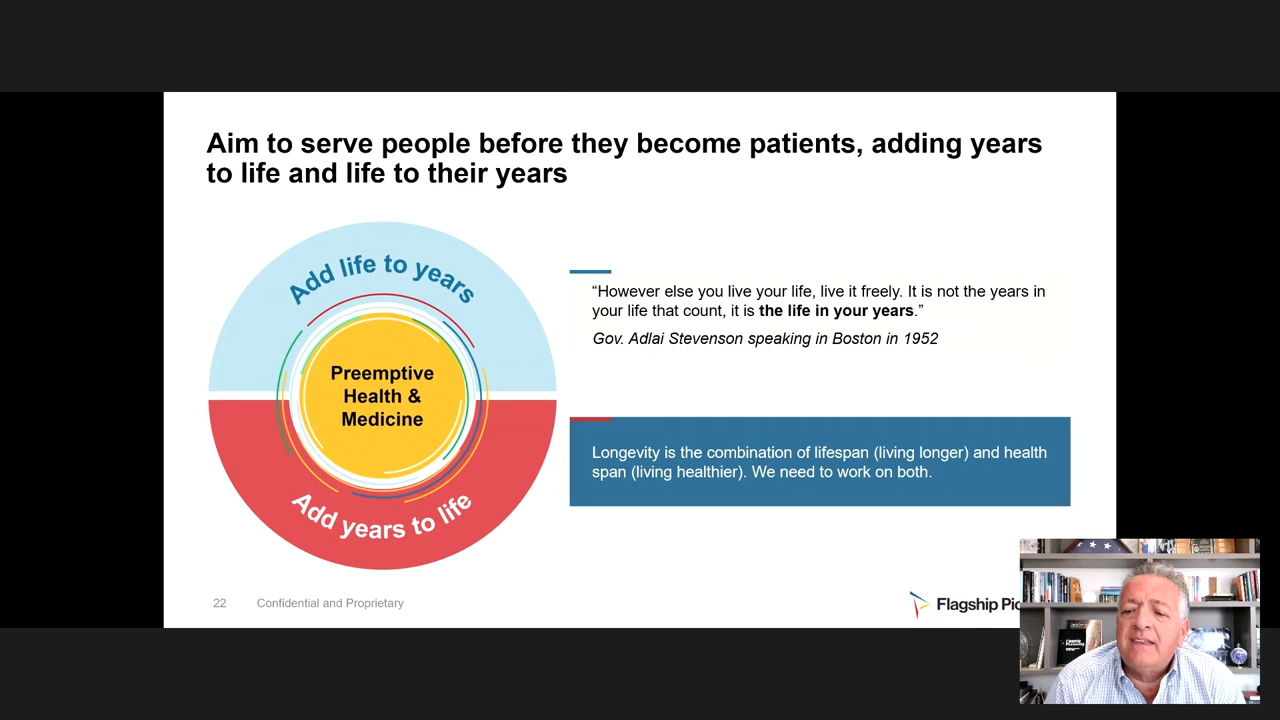 Aim to serve people before they become patients, adding years
to life and life to their years
Add life to years
Preemptive
Health &
Medicine
Add years to life
“However else you live your life, live it freely. It is not the years in
your life that count, it is the life in your years.”
Gov. Adlai Stevenson speaking in Boston in 1952
Longevity is the combination of lifespan (living longer) and health
span (living healthier). We need to work on both.
22
Confidential and Proprietary
Flagship